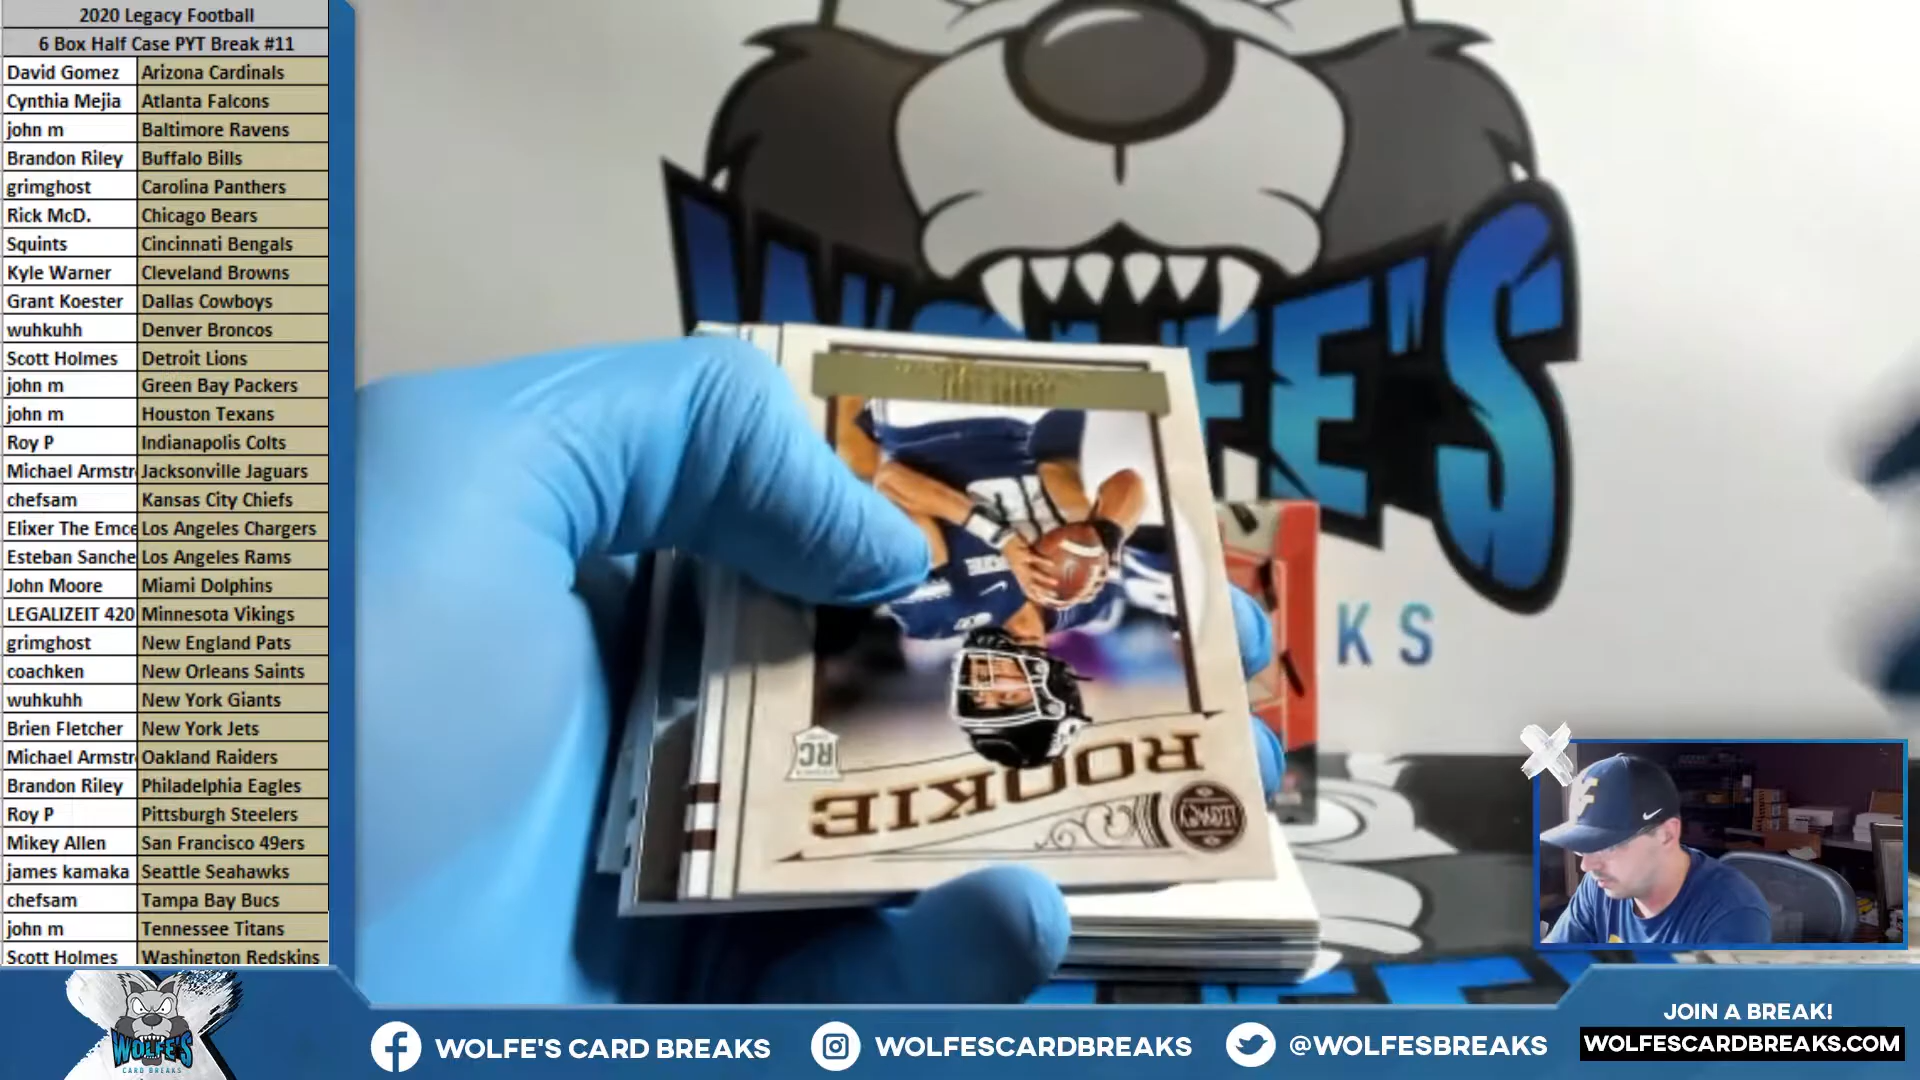 2020 Legacy Football
6 Box Half Case PYT Break #11
David Gomez Arizona Cardinals
Cynthia Mejia Atlanta Falcons
john m Baltimore Ravens
Brandon Riley Buffalo Bills
grimghost Carolina Panthers
Rick McD. Chicago Bears
Squints Cincinnati Bengals
Kyle Warner Cleveland Browns
Grant Koester Dallas Cowboys
wuhkuhh Denver Broncos
Scott Holmes Detroit Lions
john m Green Bay Packers
john m Houston Texans
Roy P Indianapolis Colts
Michael Armstr Jacksonville Jaguars
chefsam Kansas City Chiefs
Elixer The Emce Los Angeles Chargers
Esteban Sanche Los Angeles Rams
John Moore Miami Dolphins
LEGALIZEIT 420 Minnesota Vikings
grimghost New England Pats
coachken New Orleans Saints
wuhkuhh New York Giants
Brien Fletcher New York Jets
Michael Armstr Oakland Raiders
Brandon Riley Philadelphia Eagles
Roy P Pittsburgh Steelers
Mikey Allen San Francisco 49ers
james kamaka Seattle Seahawks
chefsam Tampa Bay Bucs
john m Tennessee Titans
Scott Holmes Washington Redskins
WOLFE'S
KS
RC
ROOKIE
LEGACY
WOLFE'S
CARD BREAKS
WOLFE'S CARD BREAKS
WOLFESCARDBREAKS
@WOLFESBREAKS
JOIN A BREAK!
WOLFESCARDBREAKS.COM